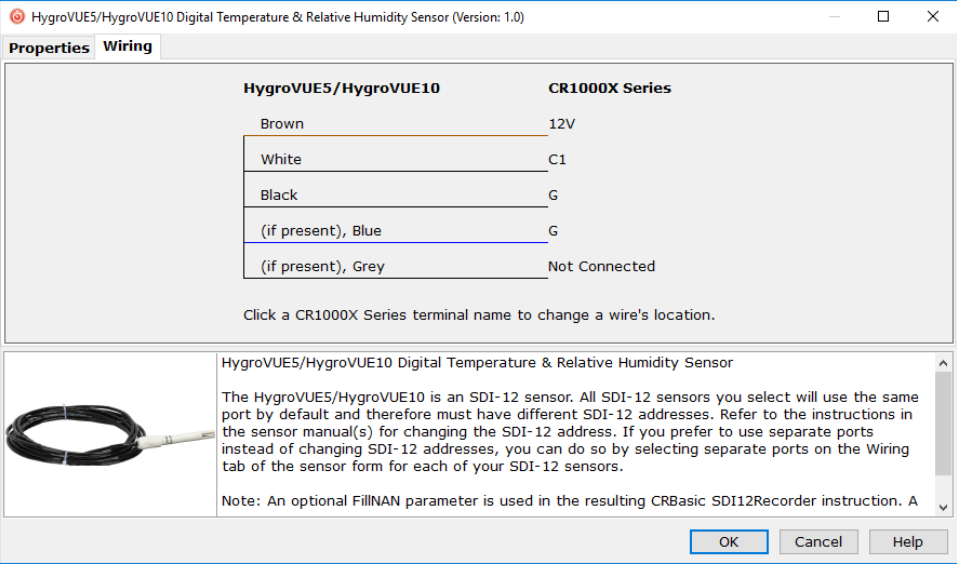 HygroVUE5/HygroVUE10 Digital Temperature & Relative Humidity Sensor (Version: 1.0)
Properties Wiring
HygroVUE5/HygroVUE10 CR1000X Series
Brown 12V
White C1
Black G
(if present), Blue G
(if present), Grey Not Connected
Click a CR1000X Series terminal name to change a wire's location.
HygroVUE5/HygroVUE10 Digital Temperature & Relative Humidity Sensor
The HygroVUE5/HygroVUE10 is an SDI-12 sensor. All SDI-12 sensors you select will use the same
port by default and therefore must have different SDI-12 addresses. Refer to the instructions in
the sensor manual(s) for changing the SDI-12 address. If you prefer to use separate ports
instead of changing SDI-12 addresses, you can do so by selecting separate ports on the Wiring
tab of the sensor form for each of your SDI-12 sensors.
Note: An optional FillNAN parameter is used in the resulting CRBasic SDI12Recorder instruction. A
OK Cancel Help